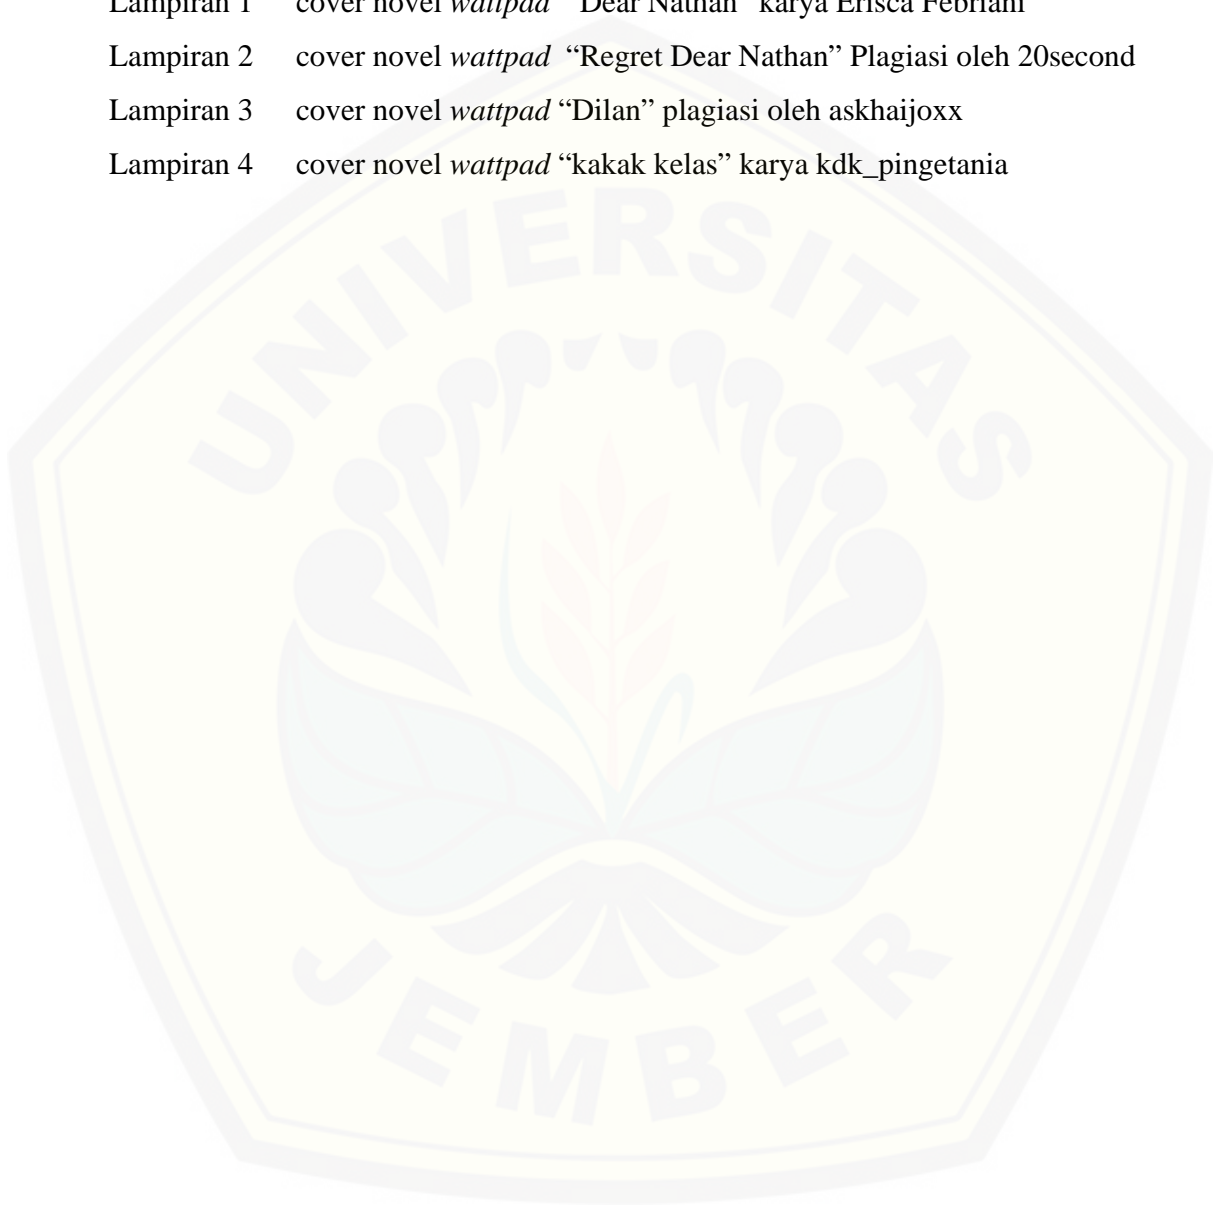 Lampiran 1 cover novel wattpad “Dear Nathan” karya Erisca Febriani
Lampiran 2 cover novel wattpad “Regret Dear Nathan” Plagiasi oleh 20second
Lampiran 3 cover novel wattpad “Dilan” plagiasi oleh askhaijoxx
Lampiran 4 cover novel wattpad “kakak kelas” karya kdk_pingetania
UNIVERSITAS
JEMBER